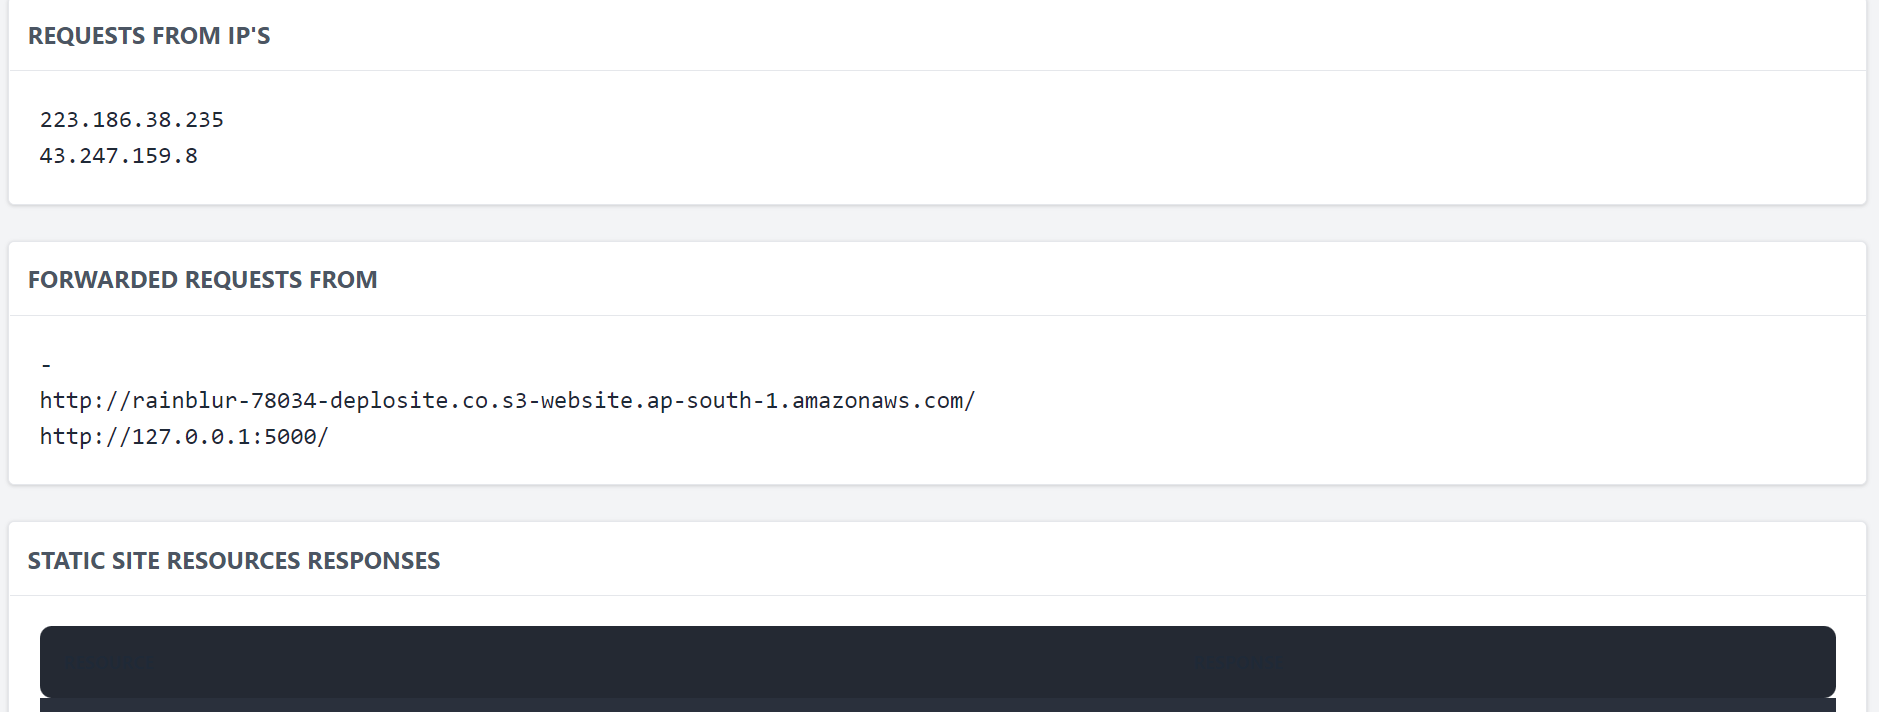 REQUESTS FROM IP'S
223.186.38.235
43.247.159.8
FORWARDED REQUESTS FROM
-
http://rainblur-78034-deplosite.co.s3-website.ap-south-1.amazonaws.com/
http://127.0.0.1:5000/
STATIC SITE RESOURCES RESPONSES